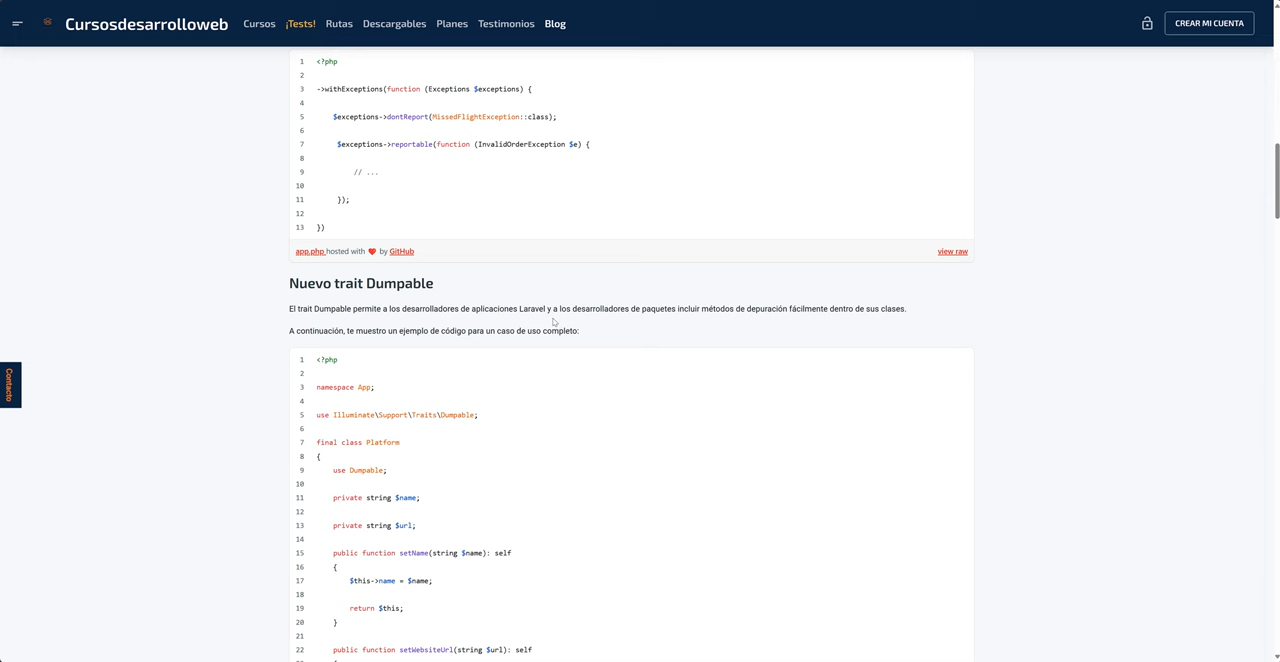 Cursosdesarrolloweb Cursos ¡Tests! Rutas Descargables Planes Testimonios Blog CREAR MI CUENTA
1 <?php
2
3 ->withExceptions(function (Exceptions $exceptions) {
4
5 $exceptions->dontReport(MissedFlightException::class);
6
7 $exceptions->reportable(function (InvalidOrderException $e) {
8
9 // ...
10
11 });
12
13 })
app.php hosted with ❤ by GitHub view raw
Nuevo trait Dumpable
El trait Dumpable permite a los desarrolladores de aplicaciones Laravel y a los desarrolladores de paquetes incluir métodos de depuración fácilmente dentro de sus clases.
A continuación, te muestro un ejemplo de código para un caso de uso completo:
Contacto
1 <?php
2
3 namespace App;
4
5 use Illuminate\Support\Traits\Dumpable;
6
7 final class Platform
8 {
9 use Dumpable;
10
11 private string $name;
12
13 private string $url;
14
15 public function setName(string $name): self
16 {
17 $this->name = $name;
18
19 return $this;
20 }
21
22 public function setWebsiteUrl(string $url): self